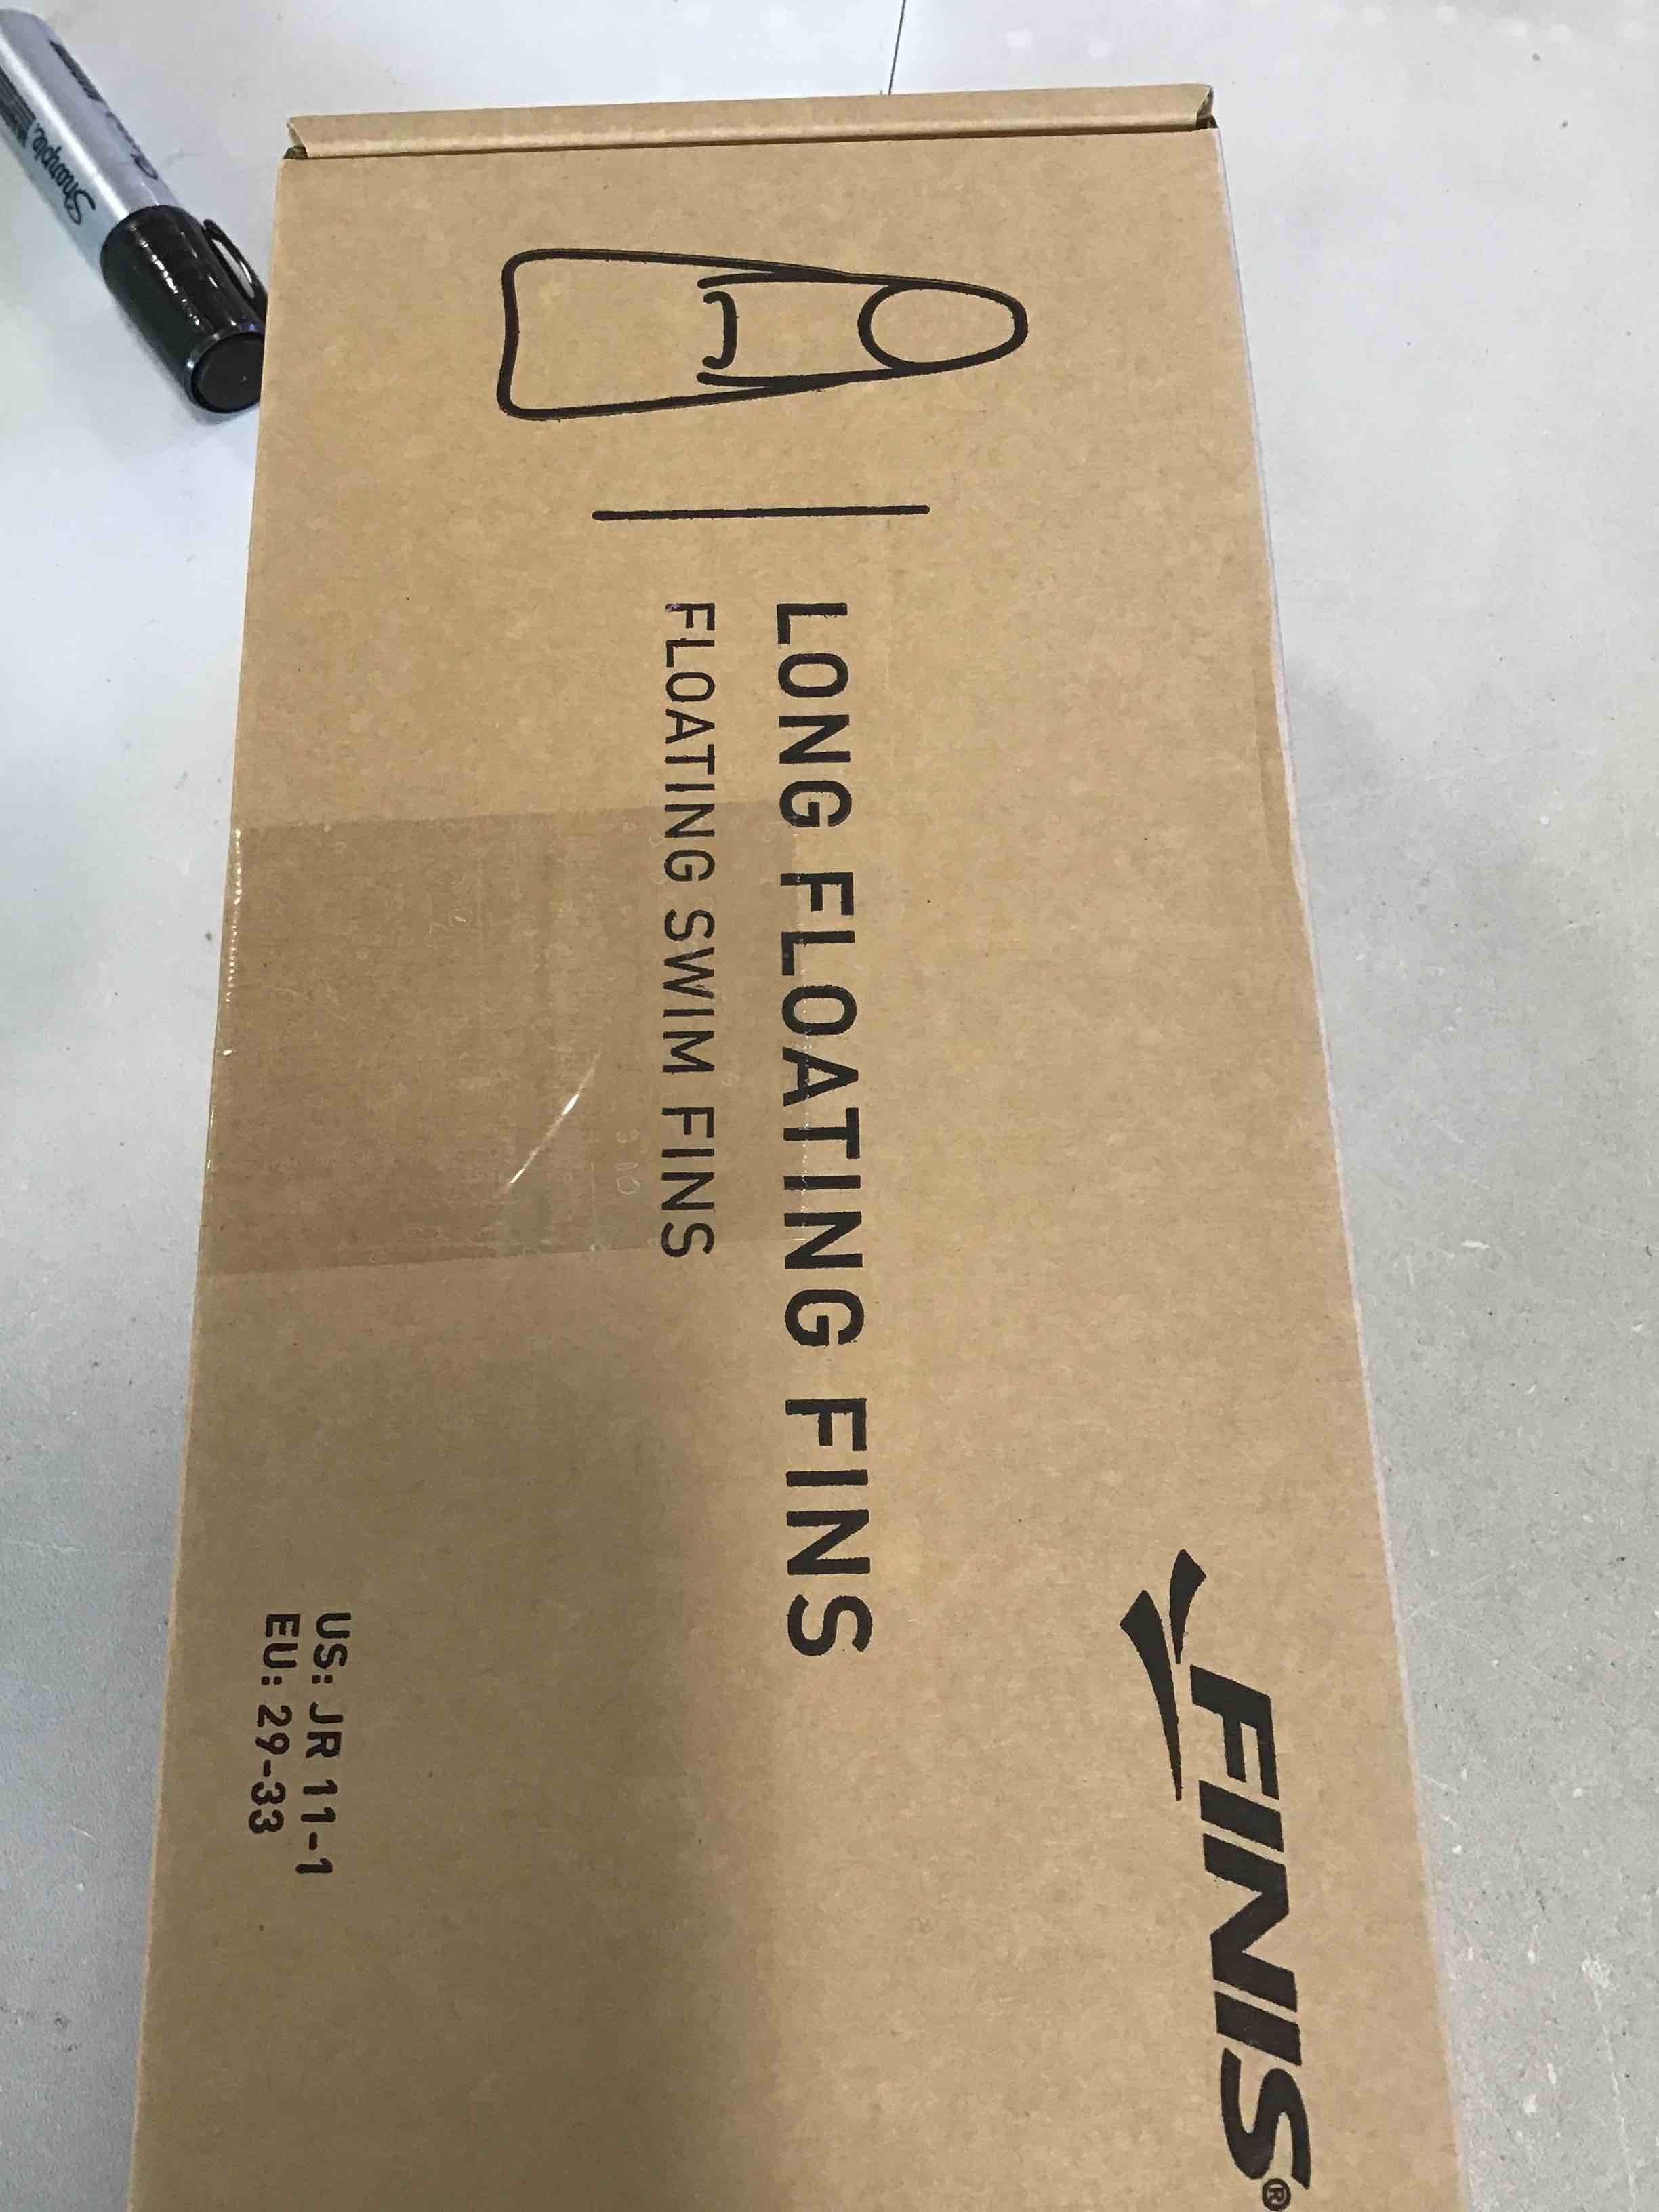 FINIS®
LONG FLOATING FINS
FLOATING SWIM FINS
US: JR 11-1
EU: 29-33
Sharpie